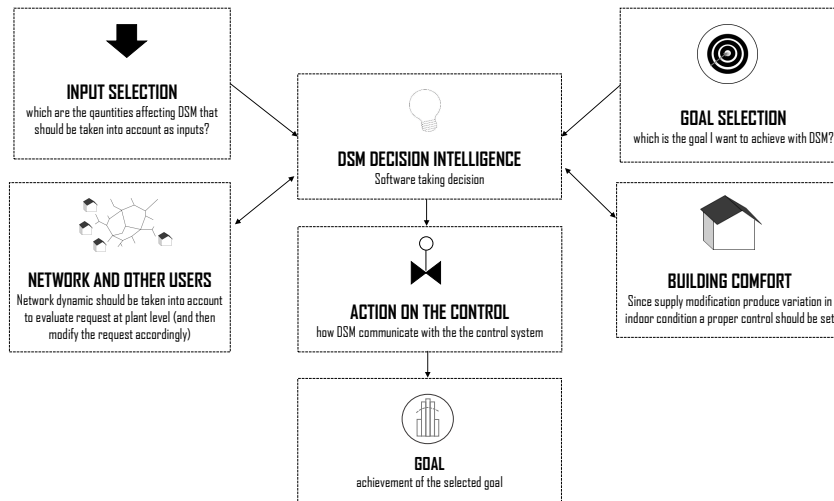 INPUT SELECTION
which are the qauntities affecting DSM that
should be taken into account as inputs?
GOAL SELECTION
which is the goal I want to achieve with DSM?
DSM DECISION INTELLIGENCE
Software taking decision
NETWORK AND OTHER USERS
Network dynamic should be taken into account
to evaluate request at plant level (and then
modify the request accordingly)
ACTION ON THE CONTROL
how DSM communicate with the the control system
BUILDING COMFORT
Since supply modification produce variation in
indoor condition a proper control should be set
GOAL
achievement of the selected goal